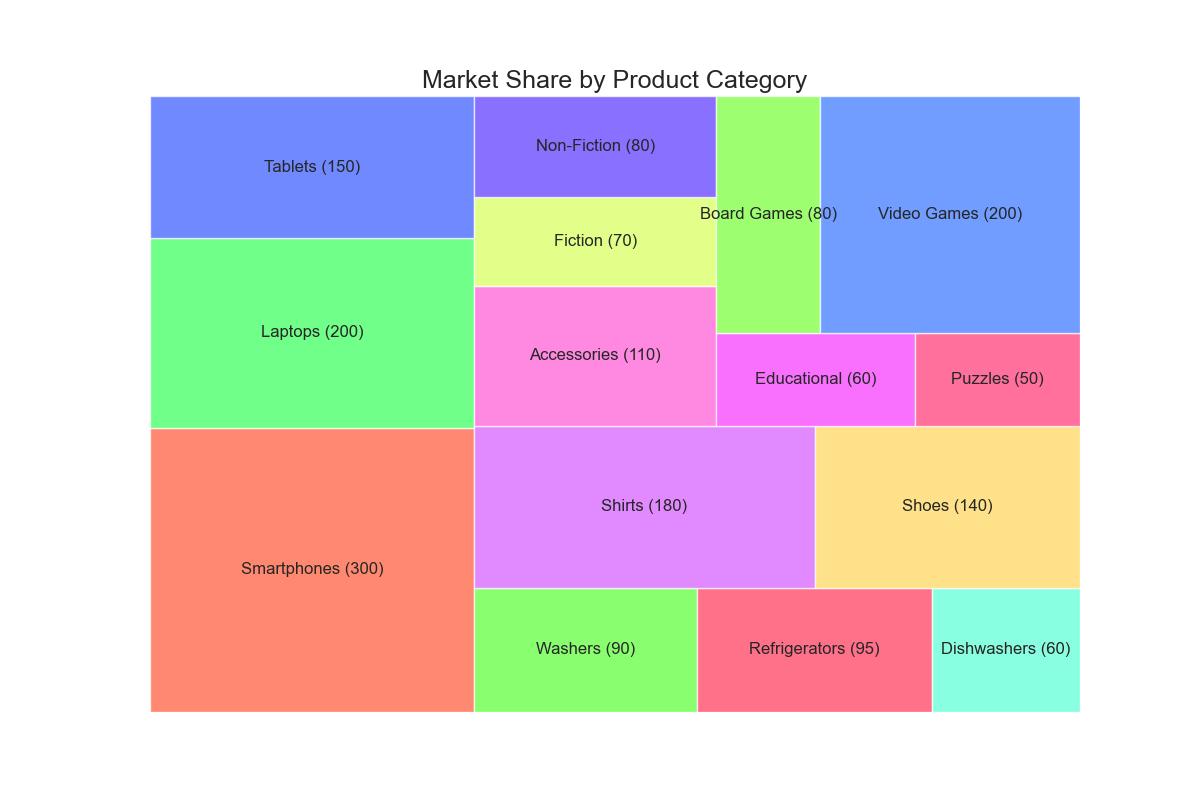 Market Share by Product Category
Tablets (150)
Non-Fiction (80)
Board Games (80)
Video Games (200)
Fiction (70)
Laptops (200)
Accessories (110)
Educational (60)
Puzzles (50)
Smartphones (300)
Shirts (180)
Shoes (140)
Washers (90)
Refrigerators (95)
Dishwashers (60)